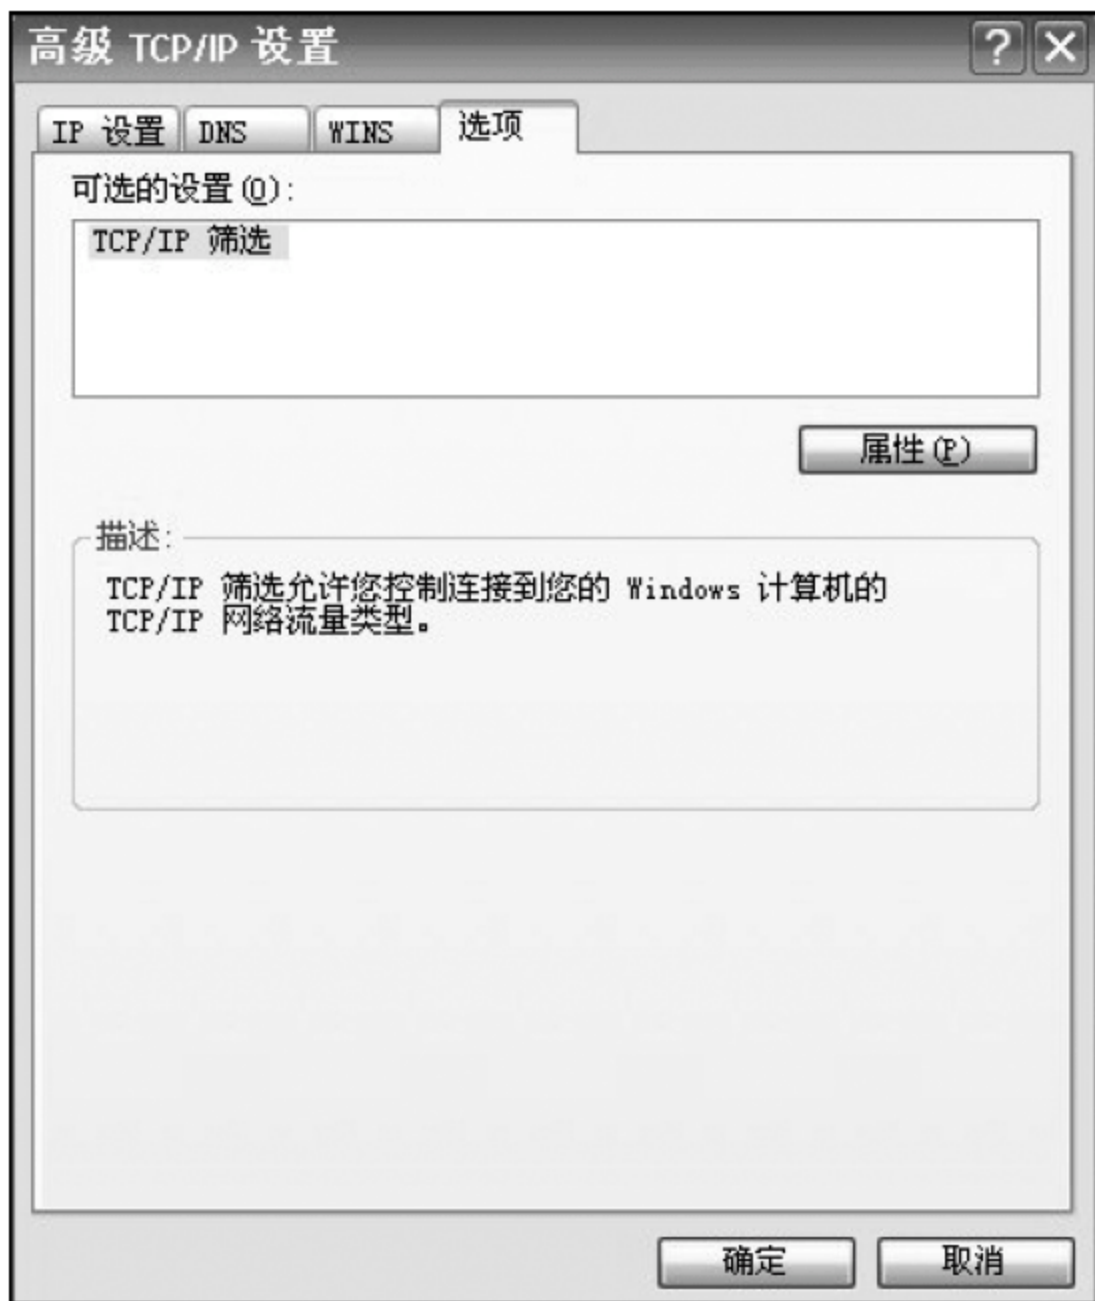 高级 TCP/IP 设置
IP 设置 DNS WINS 选项
可选的设置(O):
TCP/IP 筛选
属性(P)
描述:
TCP/IP 筛选允许您控制连接到您的 Windows 计算机的
TCP/IP 网络流量类型。
确定 取消